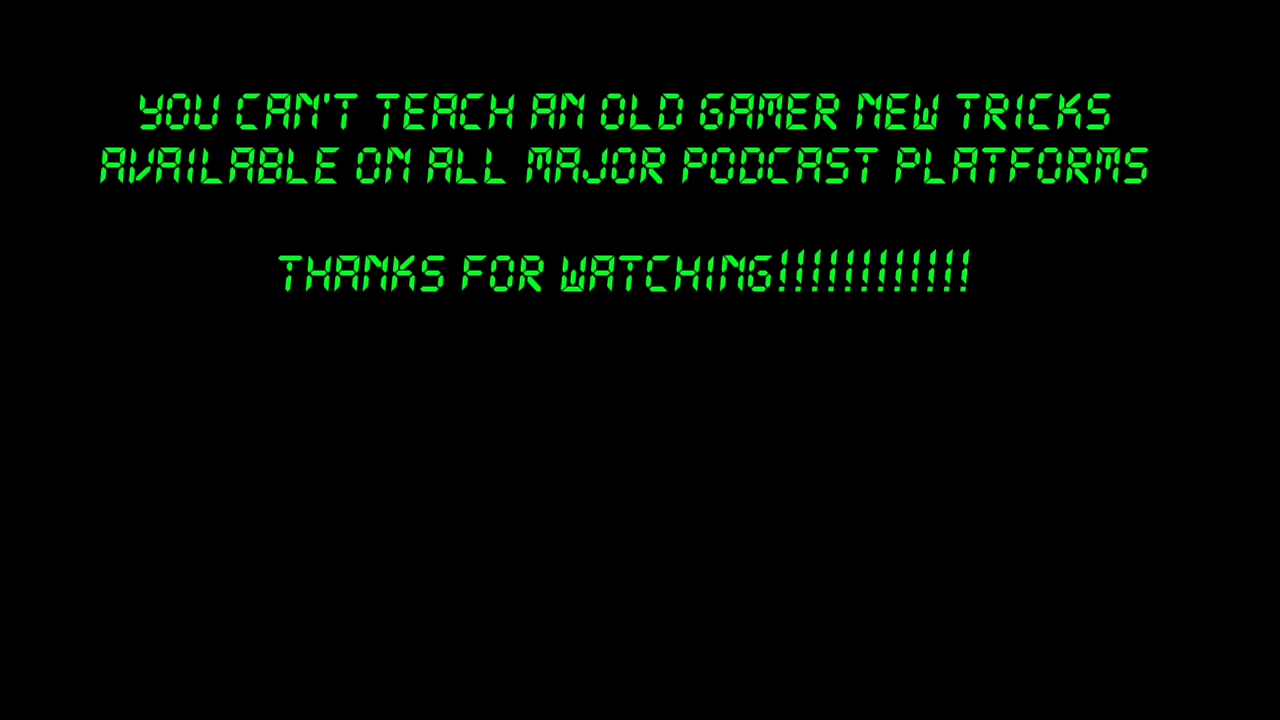 YOU CAN'T TEACH AN OLD GAMER NEW TRICKS
AVAILABLE ON ALL MAJOR PODCAST PLATFORMS
THANKS FOR WATCHING!!!!!!!!!!!!